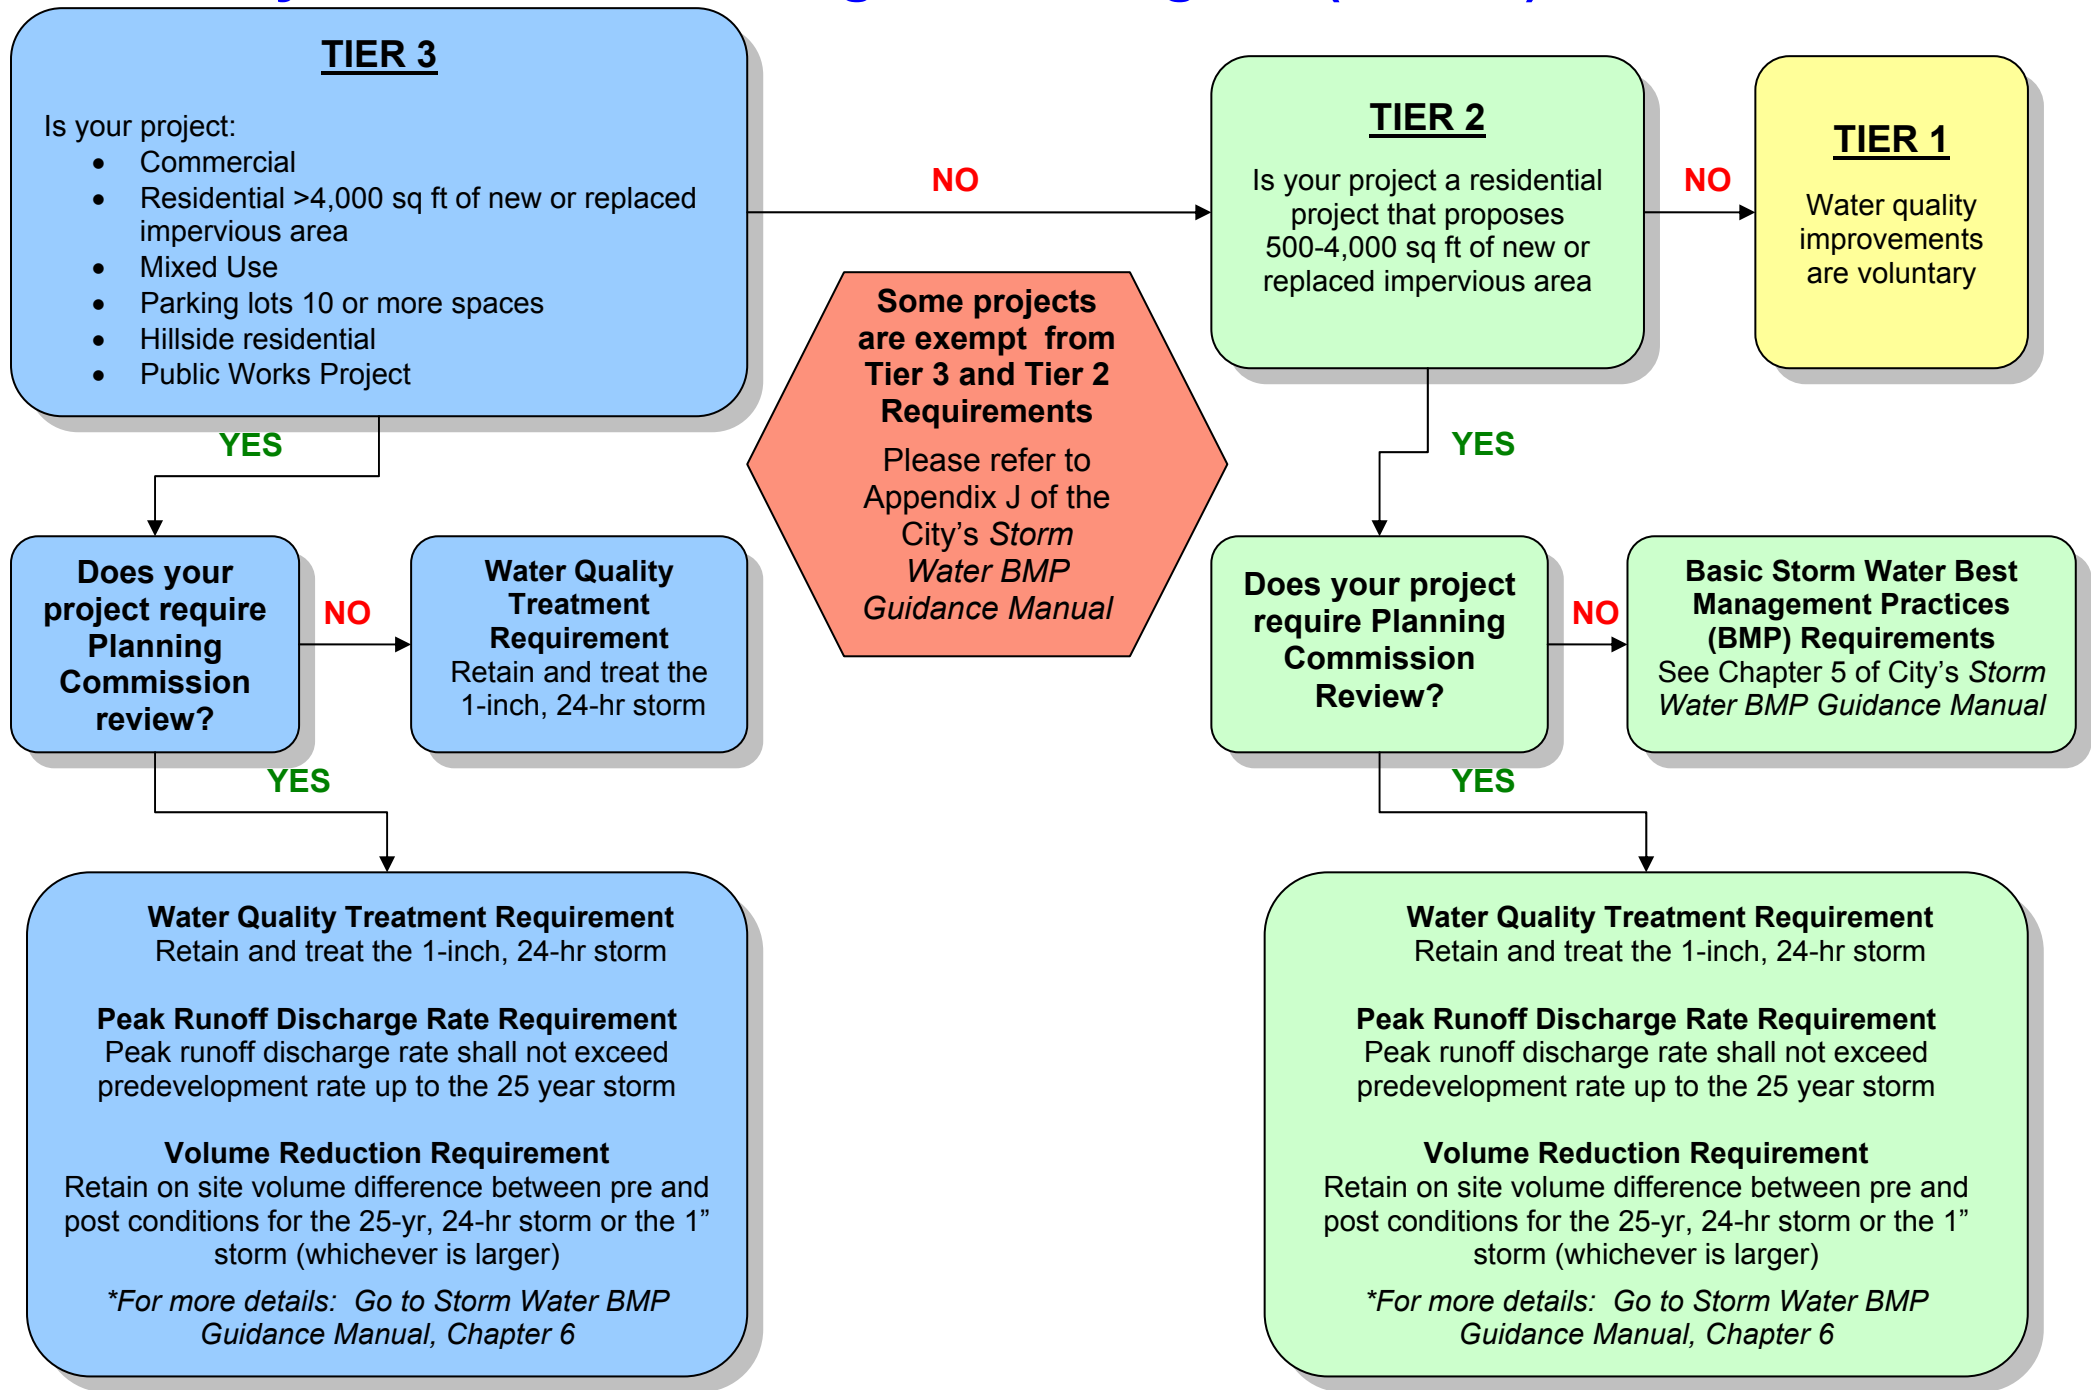 TIER 3
Is your project:
• Commercial
• Residential >4,000 sq ft of new or replaced
impervious area
• Mixed Use
• Parking lots 10 or more spaces
• Hillside residential
• Public Works Project
NO
TIER 2
Is your project a residential
project that proposes
500-4,000 sq ft of new or
replaced impervious area
NO
TIER 1
Water quality
improvements
are voluntary
Some projects
are exempt from
Tier 3 and Tier 2
Requirements
Please refer to
Appendix J of the
City’s Storm
Water BMP
Guidance Manual
YES
Does your
project require
Planning
Commission
review?
NO
Water Quality
Treatment
Requirement
Retain and treat the
1-inch, 24-hr storm
YES
Water Quality Treatment Requirement
Retain and treat the 1-inch, 24-hr storm
Peak Runoff Discharge Rate Requirement
Peak runoff discharge rate shall not exceed
predevelopment rate up to the 25 year storm
Volume Reduction Requirement
Retain on site volume difference between pre and
post conditions for the 25-yr, 24-hr storm or the 1”
storm (whichever is larger)
*For more details: Go to Storm Water BMP
Guidance Manual, Chapter 6
YES
Does your project
require Planning
Commission
Review?
NO
Basic Storm Water Best
Management Practices
(BMP) Requirements
See Chapter 5 of City’s Storm
Water BMP Guidance Manual
YES
Water Quality Treatment Requirement
Retain and treat the 1-inch, 24-hr storm
Peak Runoff Discharge Rate Requirement
Peak runoff discharge rate shall not exceed
predevelopment rate up to the 25 year storm
Volume Reduction Requirement
Retain on site volume difference between pre and
post conditions for the 25-yr, 24-hr storm or the 1”
storm (whichever is larger)
*For more details: Go to Storm Water BMP
Guidance Manual, Chapter 6